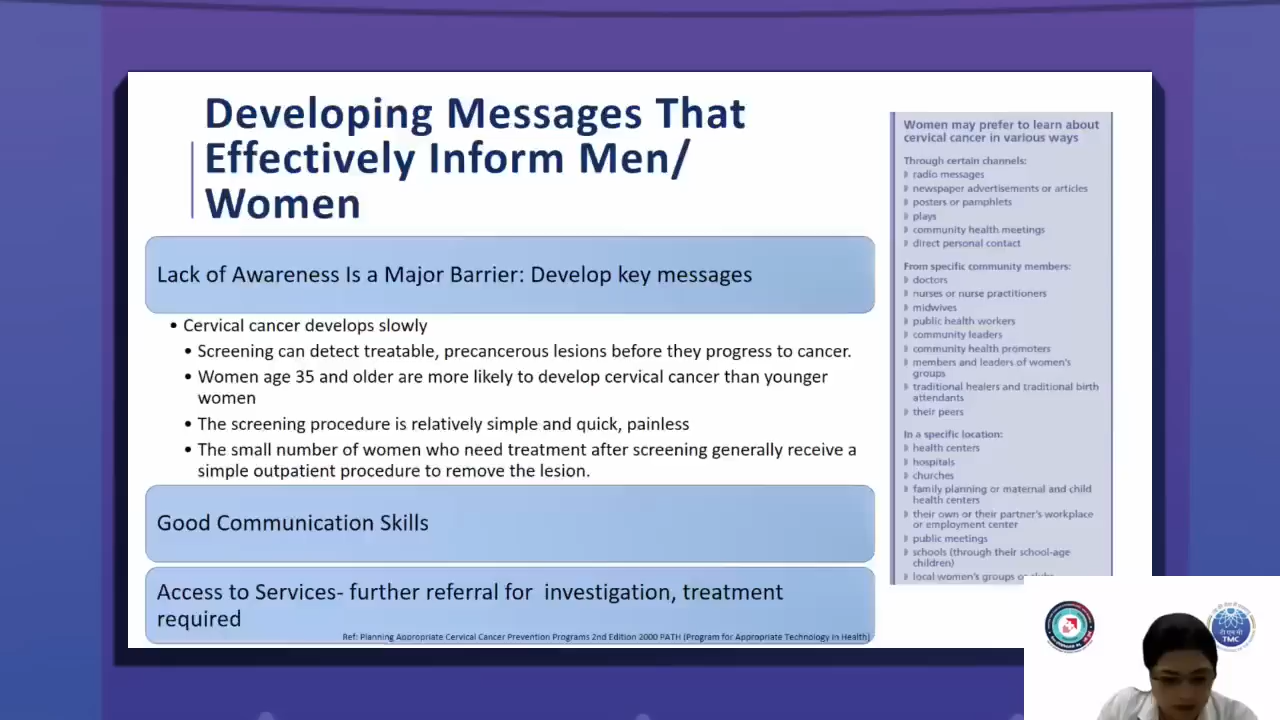 Developing Messages That
Effectively Inform Men/
Women
Lack of Awareness Is a Major Barrier: Develop key messages
• Cervical cancer develops slowly
• Screening can detect treatable, precancerous lesions before they progress to cancer.
• Women age 35 and older are more likely to develop cervical cancer than younger
women
• The screening procedure is relatively simple and quick, painless
• The small number of women who need treatment after screening generally receive a
simple outpatient procedure to remove the lesion.
Good Communication Skills
Access to Services- further referral for investigation, treatment
required
Ref: Planning Appropriate Cervical Cancer Prevention Programs 2nd Edition 2000 PATH (Program for Appropriate Technology in Health)
Women may prefer to learn about
cervical cancer in various ways
Through certain channels:
radio messages
newspaper advertisements or articles
posters or pamphlets
plays
community health meetings
direct personal contact
From specific community members:
doctors
nurses or nurse practitioners
midwives
public health workers
community leaders
community health promoters
members and leaders of women's
groups
traditional healers and traditional birth
attendants
their peers
In a specific location:
health centers
hospitals
churches
family planning or maternal and child
health centers
their own or their partner's workplace
or employment center
public meetings
schools (through their school-age
children)
local women's groups or
TMC